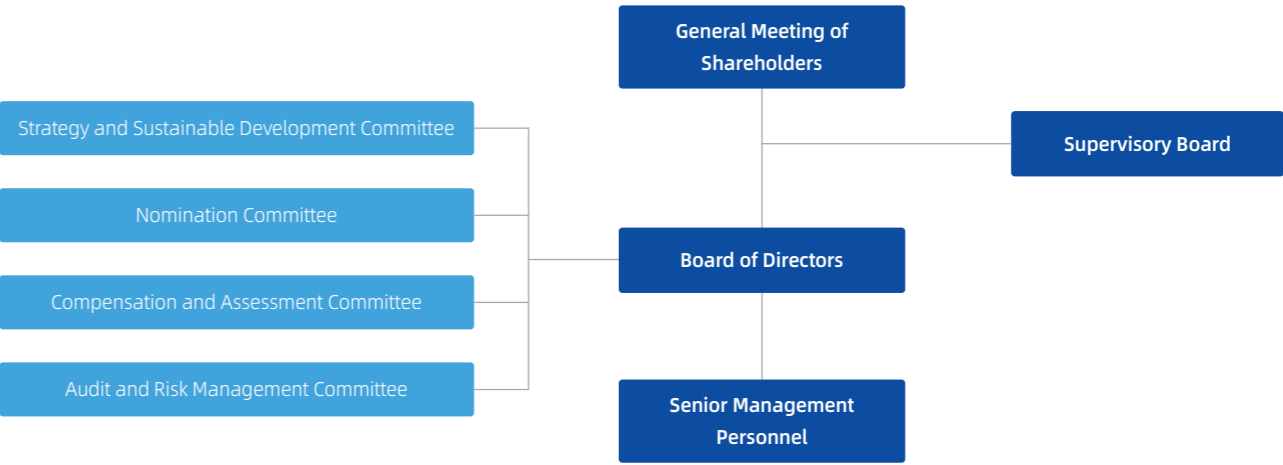 General Meeting of
Shareholders
Strategy and Sustainable Development Committee
Supervisory Board
Nomination Committee
Board of Directors
Compensation and Assessment Committee
Audit and Risk Management Committee
Senior Management
Personnel